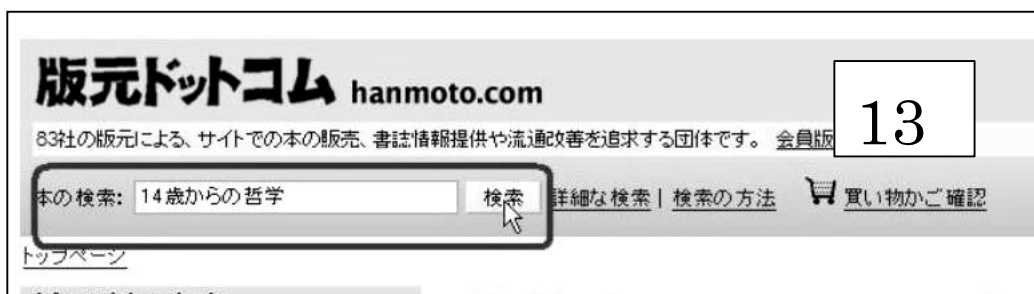 版元ドットコム hanmoto.com
13
83社の版元による、サイトでの本の販売、書誌情報提供や流通改善を追求する団体です。 会員版
本の検索: 14歳からの哲学 検索 詳細な検索 | 検索の方法 買い物かご確認
トップページ